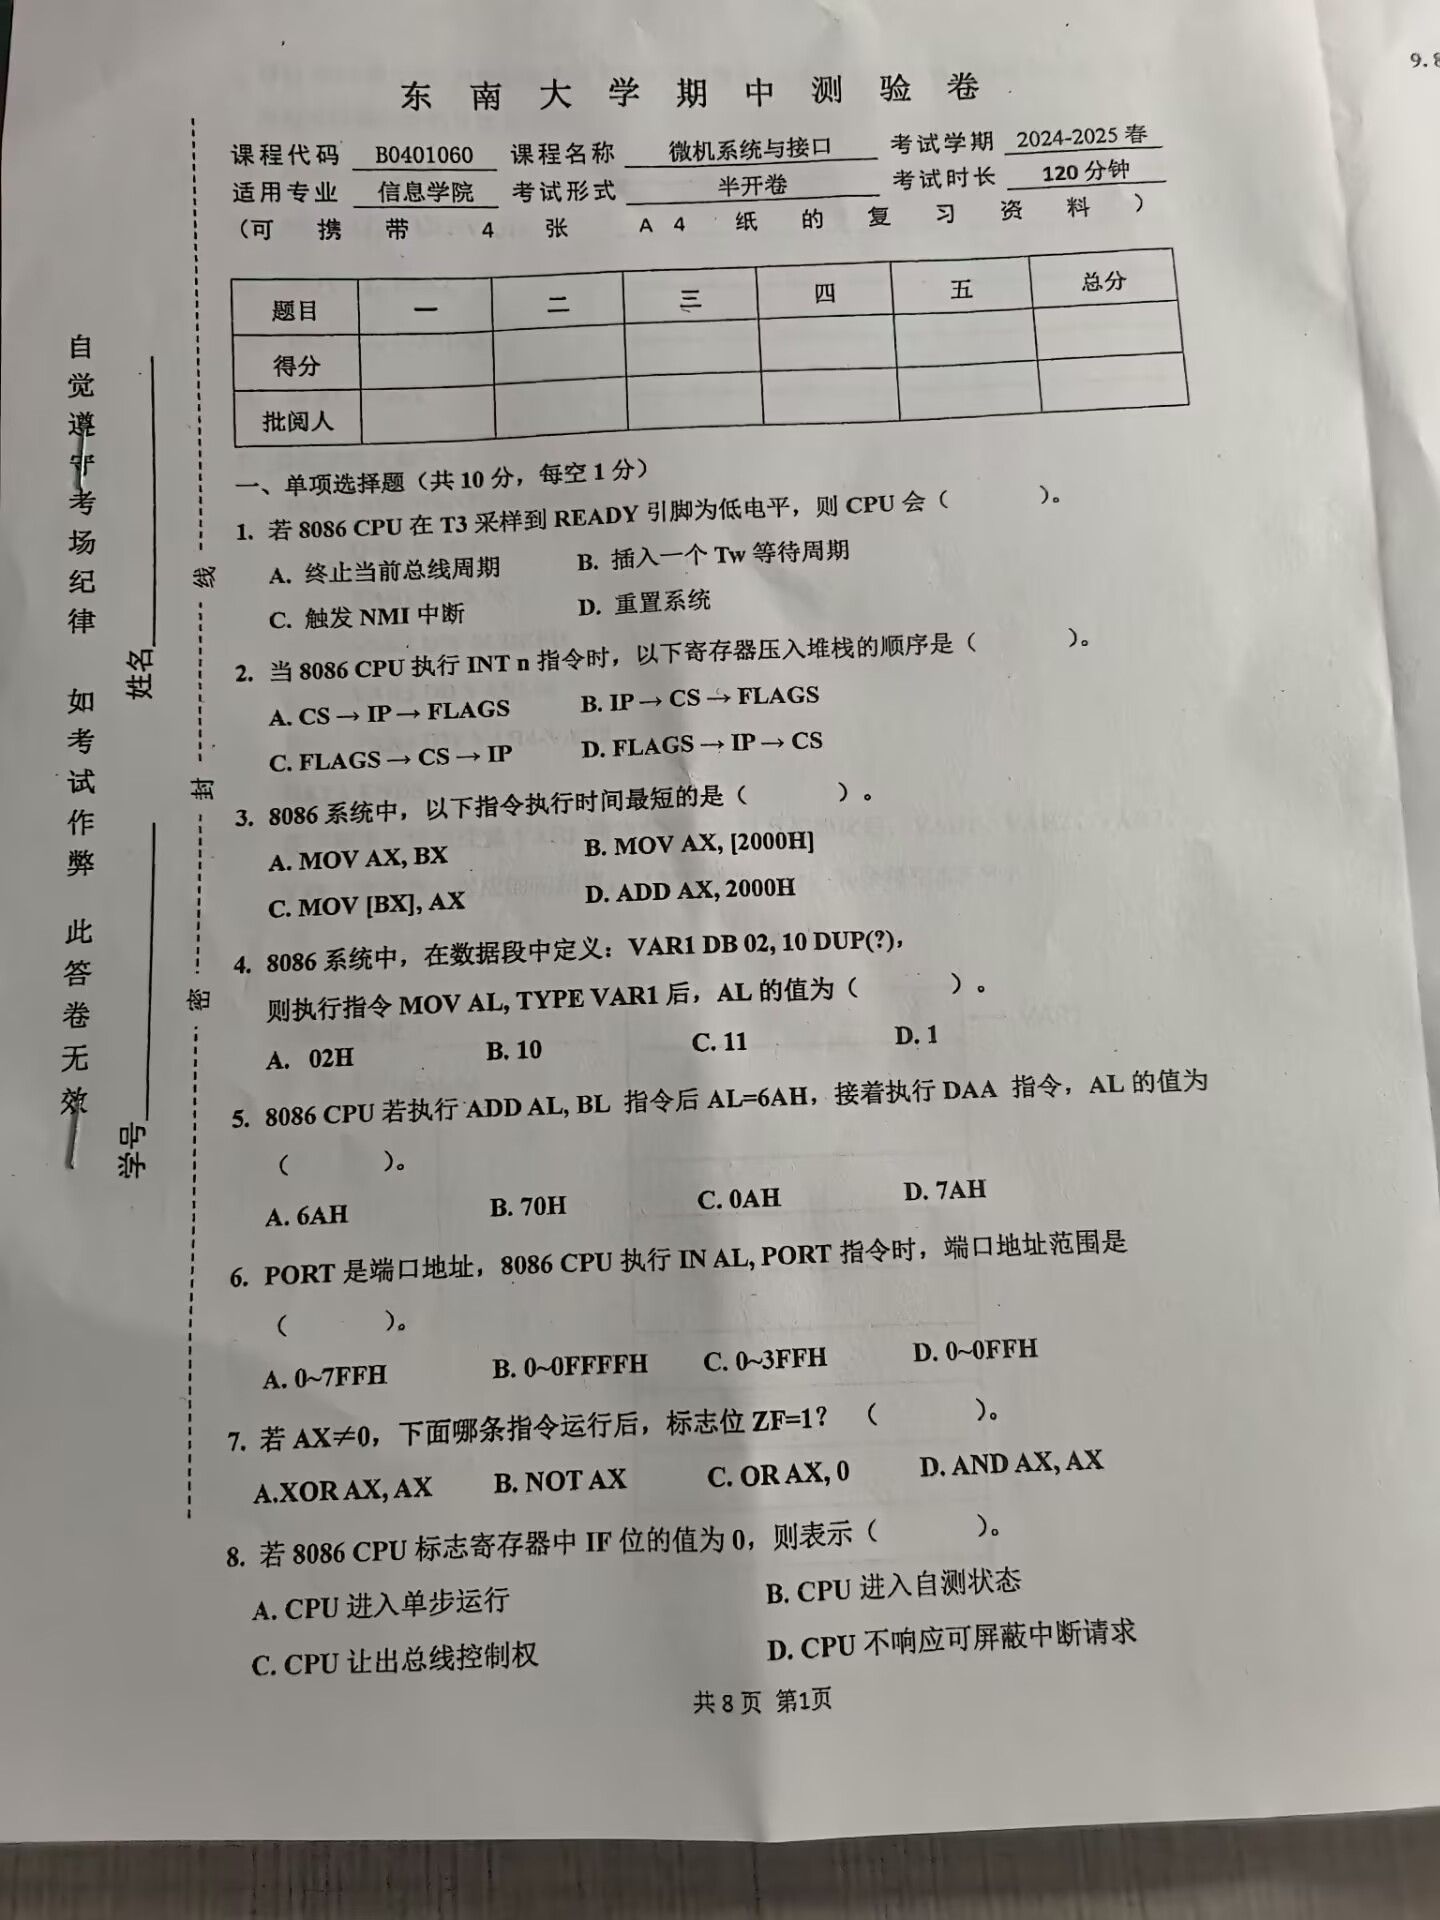 东南大学期中测验卷
课程代码 B0401060 课程名称 微机系统与接口 考试学期 2024-2025 春
适用专业 信息学院 考试形式 半开卷 考试时长 120 分钟
（可携带 4 张 A4 纸的复习资料）
题目 一 二 三 四 五 总分
得分
批阅人
一、单项选择题（共 10 分，每空 1 分）
1. 若 8086 CPU 在 T3 采样到 READY 引脚为低电平，则 CPU 会（ ）。
A. 终止当前总线周期 B. 插入一个 Tw 等待周期
C. 触发 NMI 中断 D. 重置系统
2. 当 8086 CPU 执行 INT n 指令时，以下寄存器压入堆栈的顺序是（ ）。
A. CS → IP → FLAGS B. IP → CS → FLAGS
C. FLAGS → CS → IP D. FLAGS → IP → CS
3. 8086 系统中，以下指令执行时间最短的是（ ）。
A. MOV AX, BX B. MOV AX, [2000H]
C. MOV [BX], AX D. ADD AX, 2000H
4. 8086 系统中，在数据段中定义：VAR1 DB 02, 10 DUP(?)，
则执行指令 MOV AL, TYPE VAR1 后，AL 的值为（ ）。
A. 02H B. 10 C. 11 D. 1
5. 8086 CPU 若执行 ADD AL, BL 指令后 AL=6AH，接着执行 DAA 指令，AL 的值为
（ ）。
A. 6AH B. 70H C. 0AH D. 7AH
6. PORT 是端口地址，8086 CPU 执行 IN AL, PORT 指令时，端口地址范围是
（ ）。
A. 0~7FFH B. 0~0FFFFH C. 0~3FFH D. 0~0FFH
7. 若 AX≠0，下面哪条指令运行后，标志位 ZF=1？（ ）。
A.XOR AX, AX B. NOT AX C. OR AX, 0 D. AND AX, AX
8. 若 8086 CPU 标志寄存器中 IF 位的值为 0，则表示（ ）。
A. CPU 进入单步运行 B. CPU 进入自测状态
C. CPU 让出总线控制权 D. CPU 不响应可屏蔽中断请求
共 8 页 第1页
自觉遵守考场纪律 如考试作弊 此答卷无效
姓名
学号
线
封
密